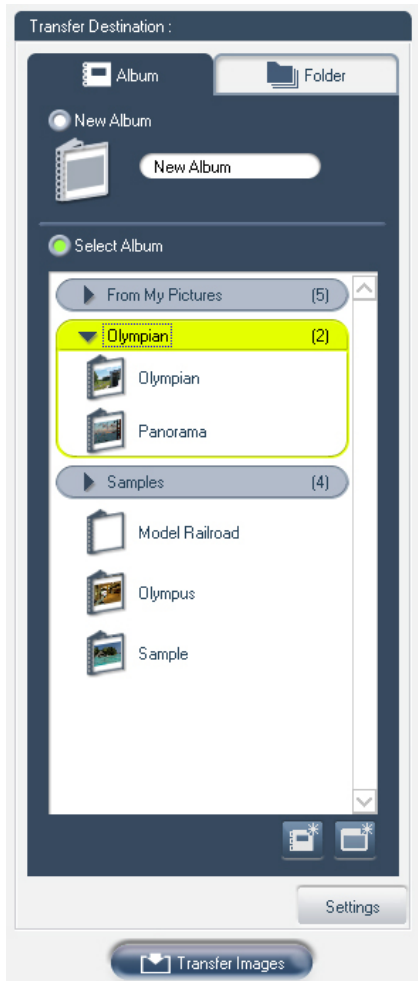 Transfer Destination :
Album
Folder
New Album
New Album
Select Album
From My Pictures (5)
Olympian (2)
Olympian
Panorama
Samples (4)
Model Railroad
Olympus
Sample
Settings
Transfer Images